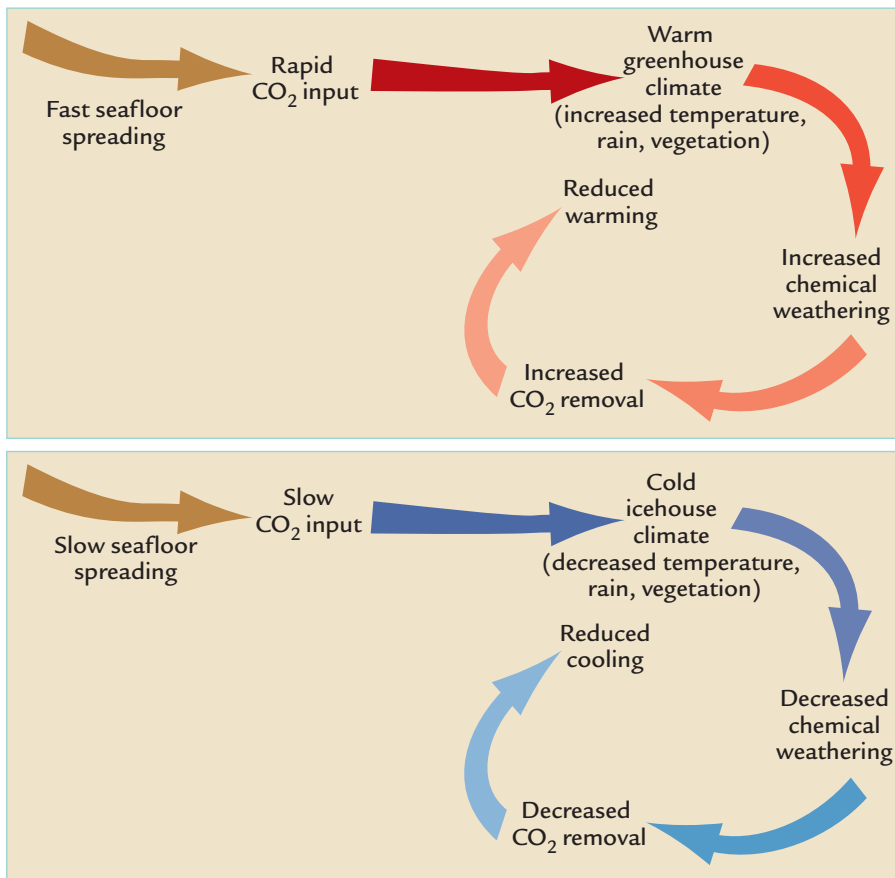 Fast seafloor
spreading
Rapid
CO₂ input
Warm
greenhouse
climate
(increased temperature,
rain, vegetation)
Increased
chemical
weathering
Increased
CO₂ removal
Reduced
warming
Slow seafloor
spreading
Slow
CO₂ input
Cold
icehouse
climate
(decreased temperature,
rain, vegetation)
Decreased
chemical
weathering
Decreased
CO₂ removal
Reduced
cooling